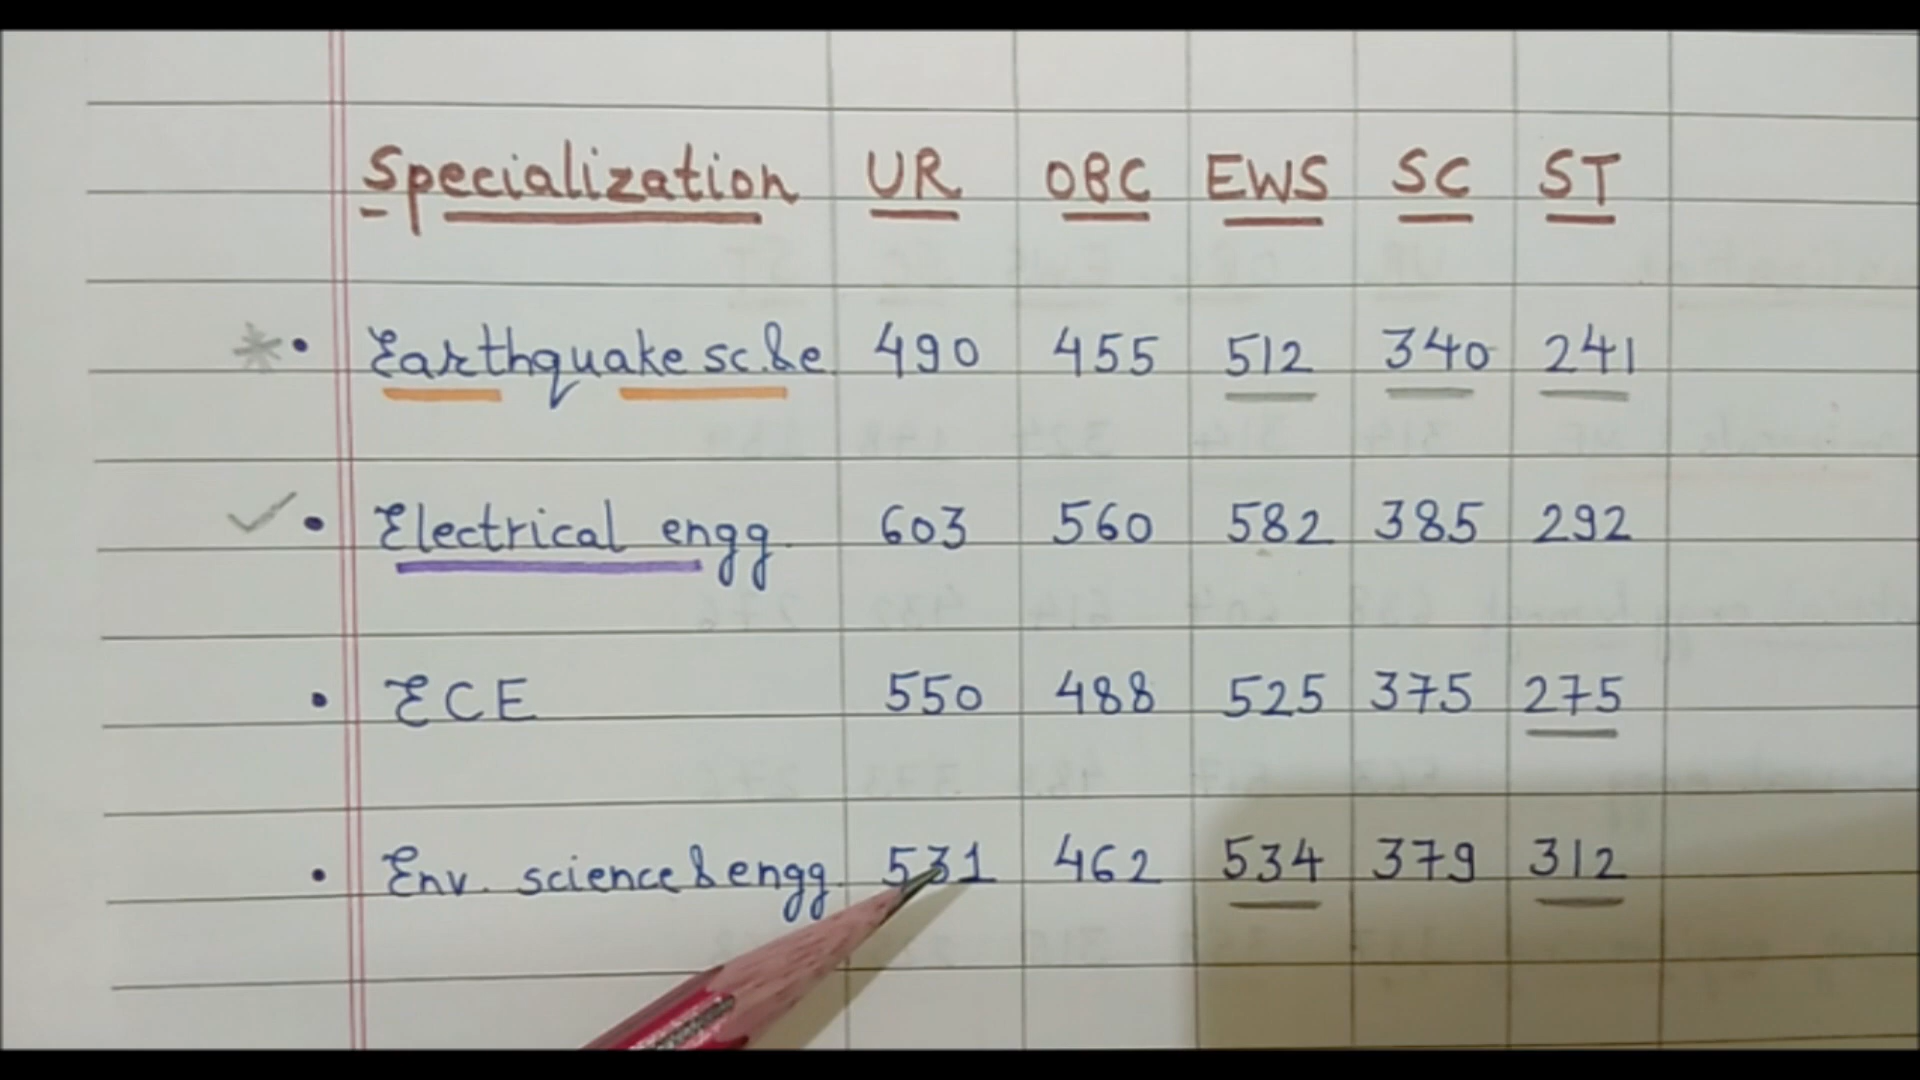 Specialization UR OBC EWS SC ST
* • Earthquake sc.&e 490 455 512 340 241
✓ • Electrical engg. 603 560 582 385 292
• ECE 550 488 525 375 275
• Env. science & engg. 531 462 534 379 312